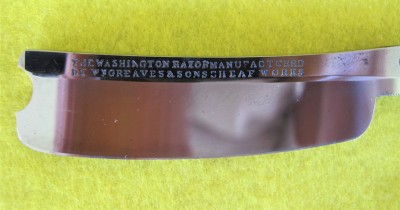 THE WASHINGTON RAZOR MANUFACTURED
BY W. GREAVES & SONS SHEAF WORKS